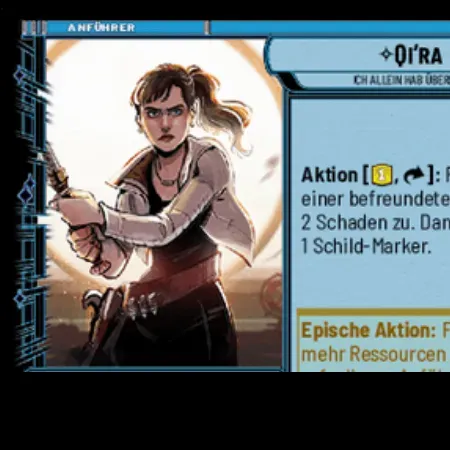 ANFÜHRER
QI'RA
ICH ALLEIN HAB ÜBER
Aktion [1, ]: F
einer befreundete
2 Schaden zu. Dan
1 Schild-Marker.
Epische Aktion: F
mehr Ressourcen